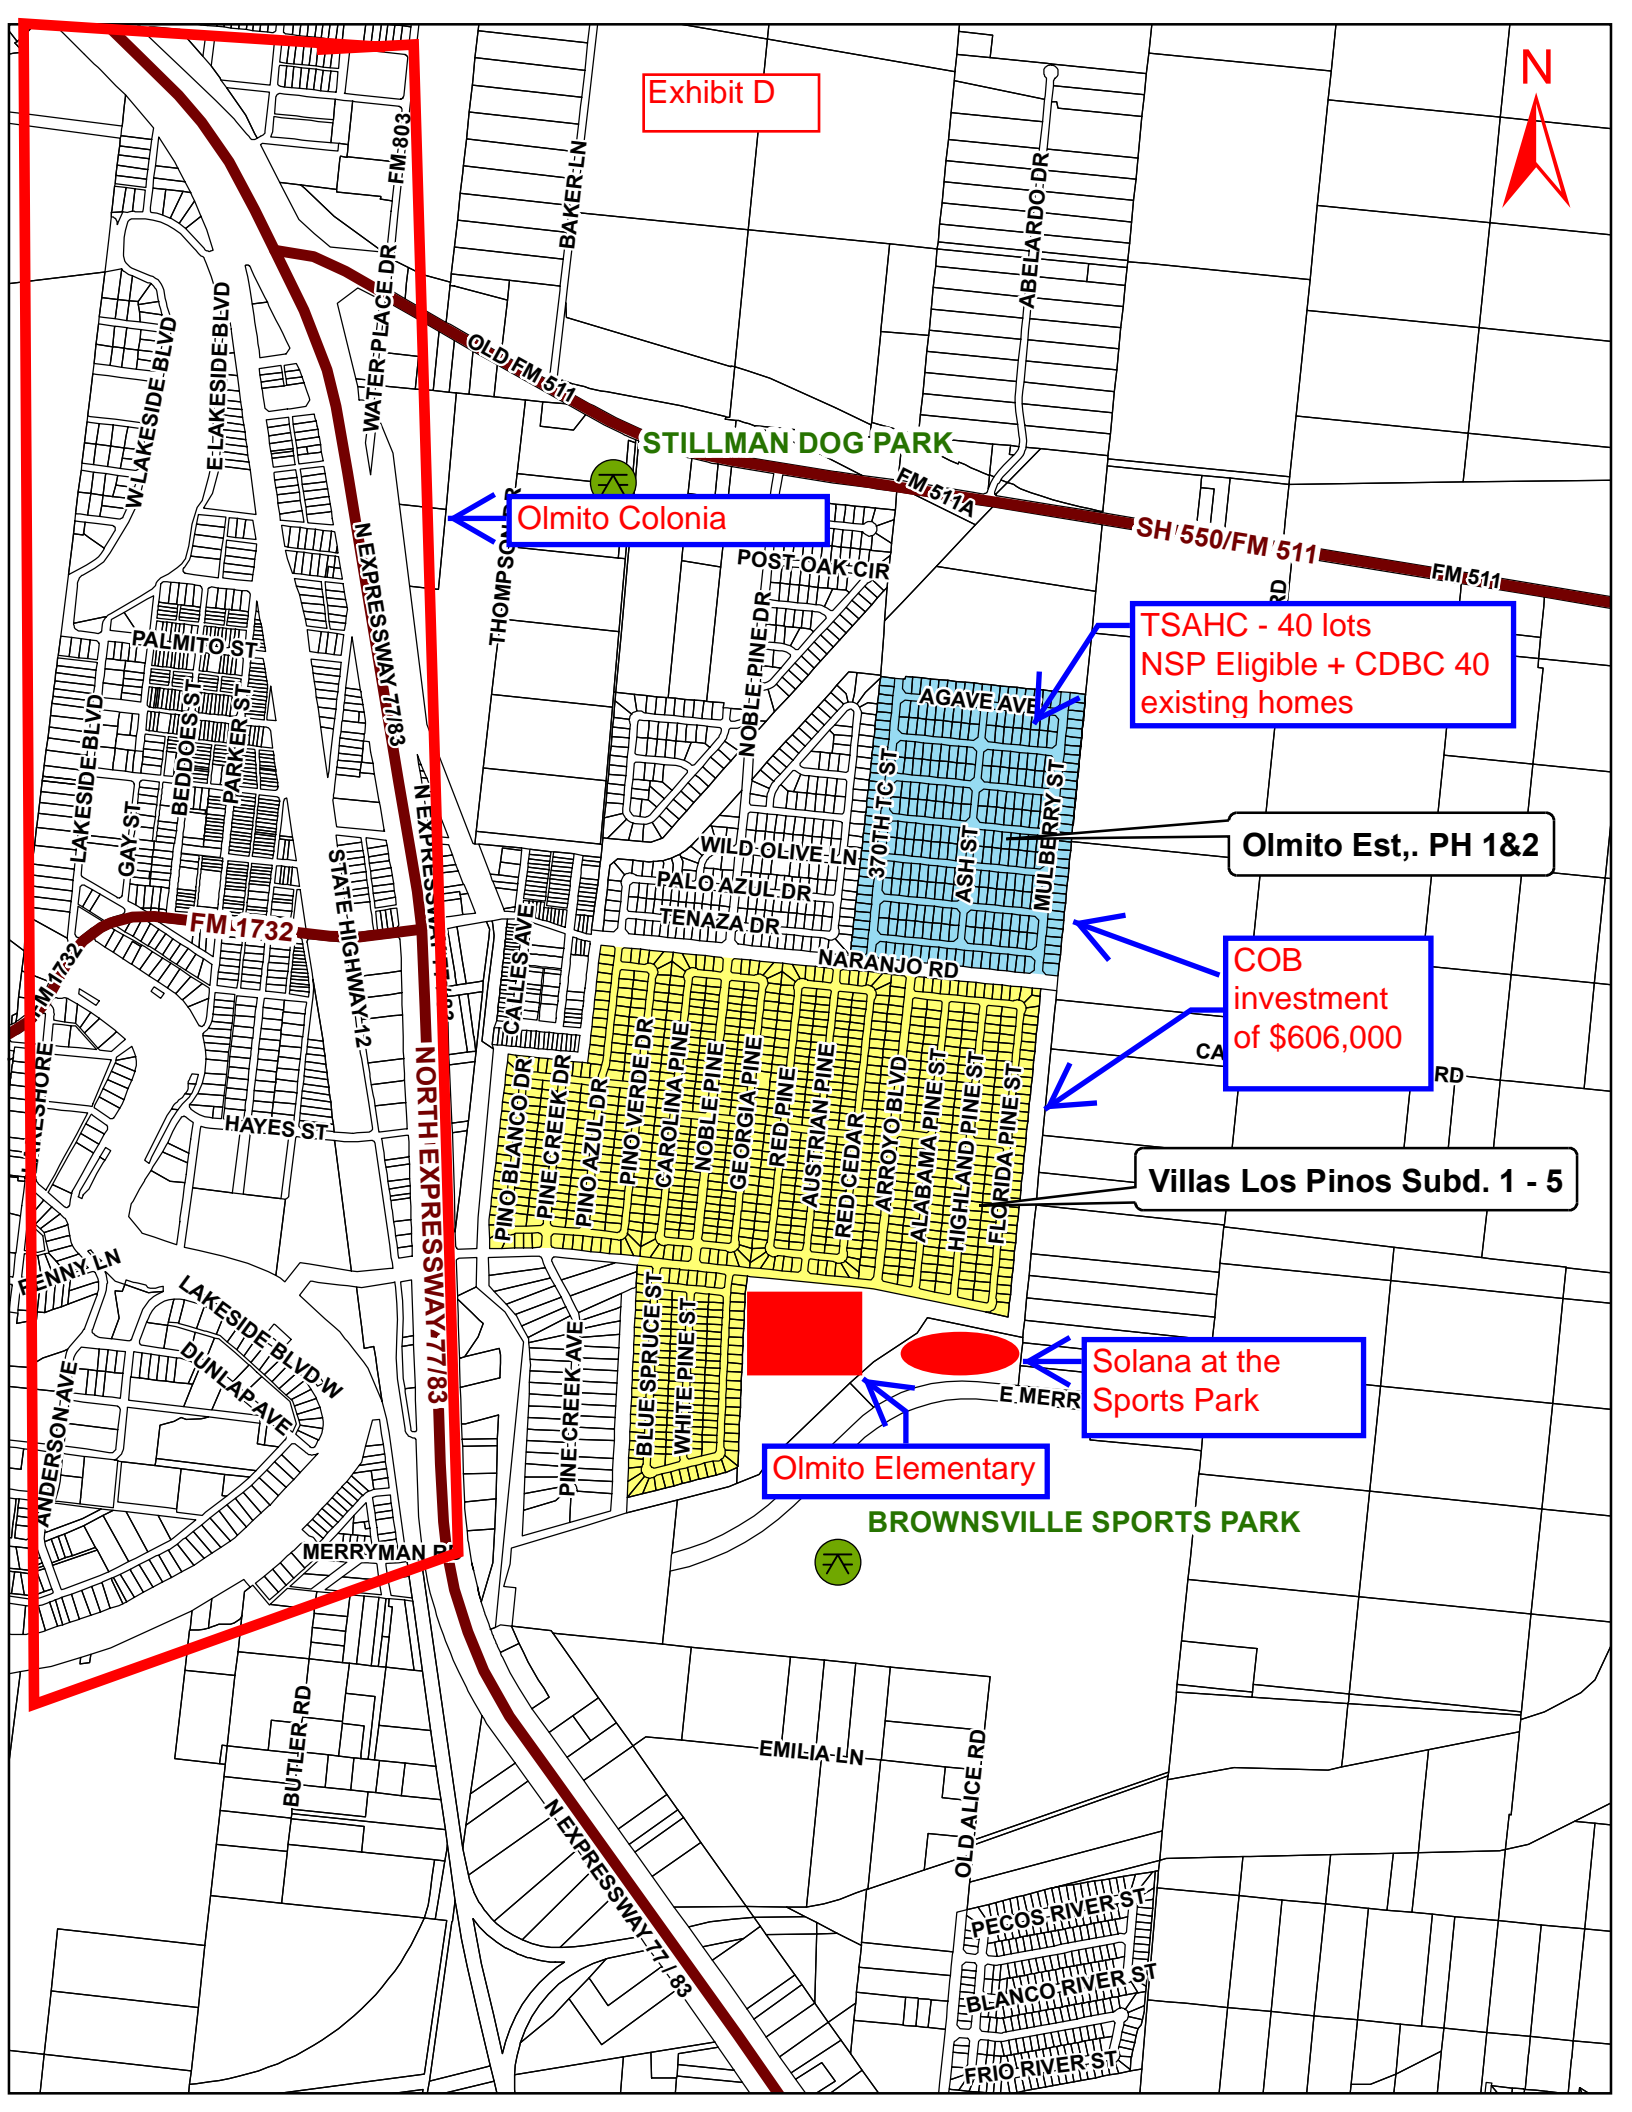 N
Exhibit D
FM 803
BAKER LN
ABELARDO DR
WATER PLACE DR
E LAKESIDE BLVD
W LAKESIDE BLVD
OLD FM 511
STILLMAN DOG PARK
FM 511A
Olmito Colonia
SH 550/FM 511
FM 511
THOMPSON DR
POST OAK CIR
N EXPRESSWAY 77/83
RD
TSAHC - 40 lots
NSP Eligible + CDBC 40
existing homes
PALMITO ST
NOBLE PINE DR
AGAVE AVE
LAKESIDE BLVD
BEDDOES ST
PARKER ST
GAY ST
370TH TC ST
ASH ST
MULBERRY ST
Olmito Est,. PH 1&2
WILD OLIVE LN
PALO AZUL DR
TENAZA DR
N EXPRESSWAY 77/83
STATE HIGHWAY 12
FM 1732
FM 1732
CALLES AVE
NARANJO RD
COB
investment
of $606,000
CA
RD
PINO BLANCO DR
PINE CREEK DR
PINO AZUL DR
PINO VERDE DR
CAROLINA PINE
NOBLE PINE
GEORGIA PINE
RED PINE
AUSTRIAN PINE
RED CEDAR
ARROYO BLVD
ALABAMA PINE ST
HIGHLAND PINE ST
FLORIDA PINE ST
NORTH EXPRESSWAY 77/83
HAYES ST
Villas Los Pinos Subd. 1 - 5
PENNY LN
LAKESIDE BLVD W
DUNLAP AVE
ANDERSON AVE
BLUE SPRUCE ST
WHITE PINE ST
PINE CREEK AVE
Solana at the
Sports Park
E MERR
Olmito Elementary
BROWNSVILLE SPORTS PARK
MERRYMAN RD
BUTLER RD
EMILIA LN
OLD ALICE RD
N EXPRESSWAY 77 / 83
PECOS RIVER ST
BLANCO RIVER ST
FRIO RIVER ST